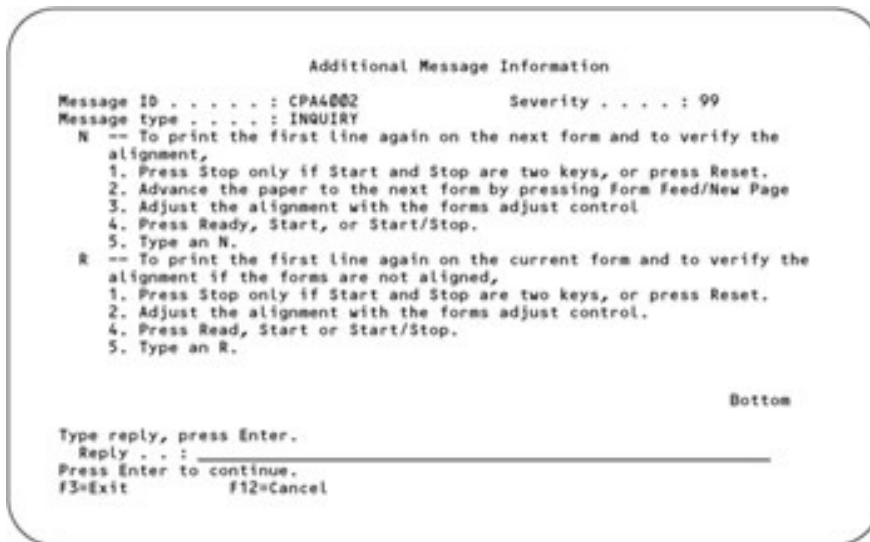 Additional Message Information
Message ID . . . . . : CPA4002 Severity . . . . : 99
Message type . . . . : INQUIRY
N -- To print the first line again on the next form and to verify the
alignment,
1. Press Stop only if Start and Stop are two keys, or press Reset.
2. Advance the paper to the next form by pressing Form Feed/New Page
3. Adjust the alignment with the forms adjust control
4. Press Ready, Start, or Start/Stop.
5. Type an N.
R -- To print the first line again on the current form and to verify the
alignment if the forms are not aligned,
1. Press Stop only if Start and Stop are two keys, or press Reset.
2. Adjust the alignment with the forms adjust control.
4. Press Read, Start or Start/Stop.
5. Type an R.
Bottom
Type reply, press Enter.
Reply . . :
Press Enter to continue.
F3=Exit F12=Cancel